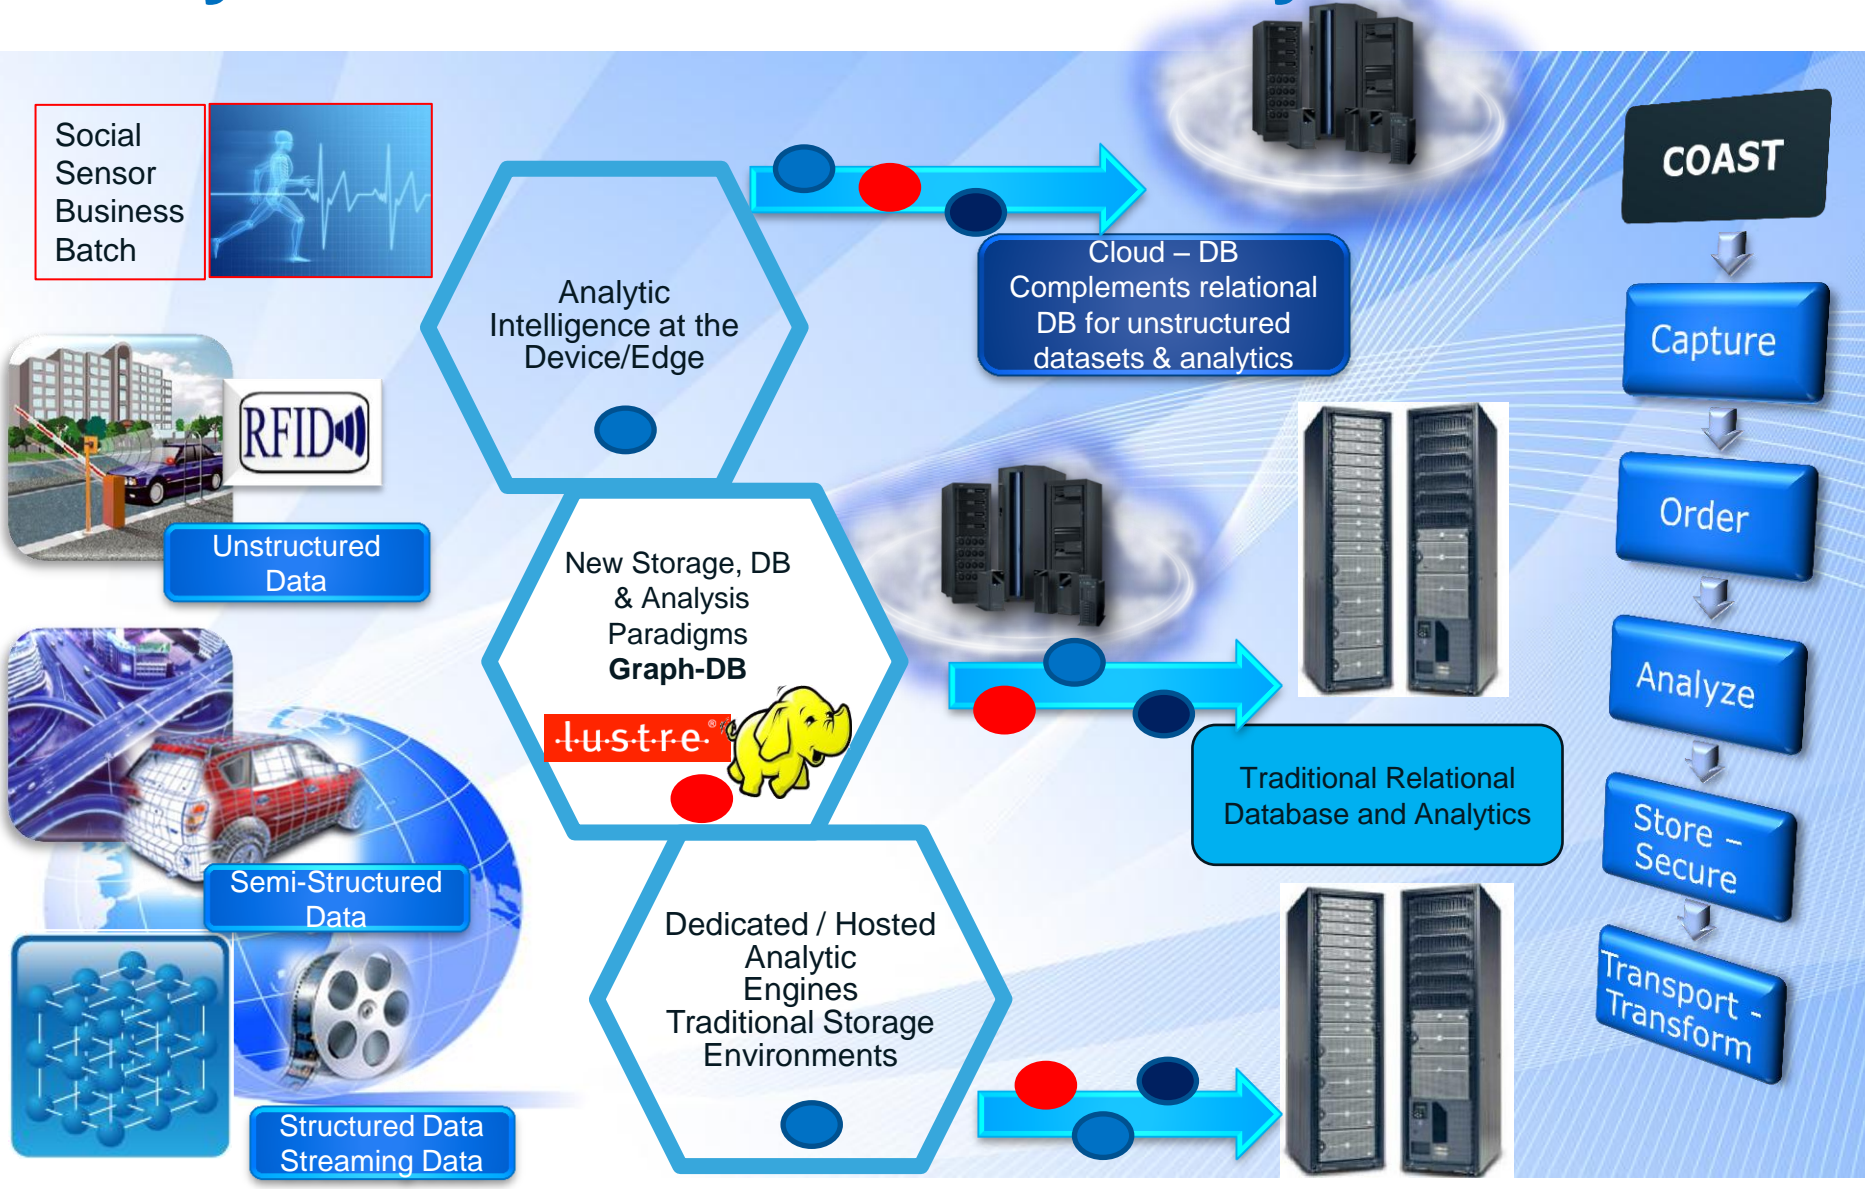 Social
Sensor
Business
Batch
RFID
Unstructured
Data
Semi-Structured
Data
Structured Data
Streaming Data
Analytic
Intelligence at the
Device/Edge
New Storage, DB
& Analysis
Paradigms
Graph-DB
·l·u·s·t·r·e·®
Dedicated / Hosted
Analytic
Engines
Traditional Storage
Environments
Cloud – DB
Complements relational
DB for unstructured
datasets & analytics
Traditional Relational
Database and Analytics
COAST
Capture
Order
Analyze
Store –
Secure
Transport -
Transform